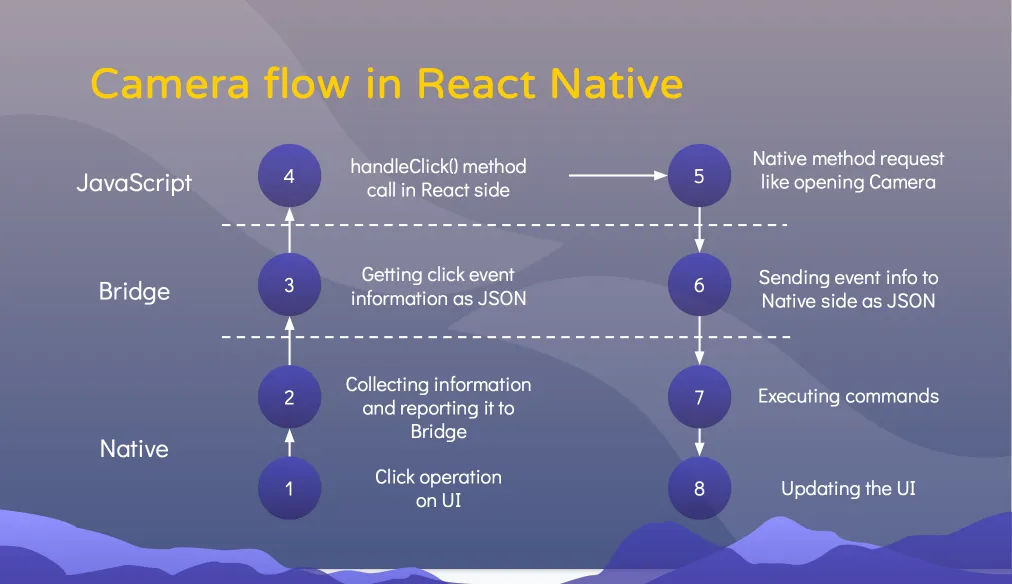 Camera flow in React Native
JavaScript
4
handleClick() method
call in React side
5
Native method request
like opening Camera
Bridge
3
Getting click event
information as JSON
6
Sending event info to
Native side as JSON
Native
2
Collecting information
and reporting it to
Bridge
7
Executing commands
1
Click operation
on UI
8
Updating the UI